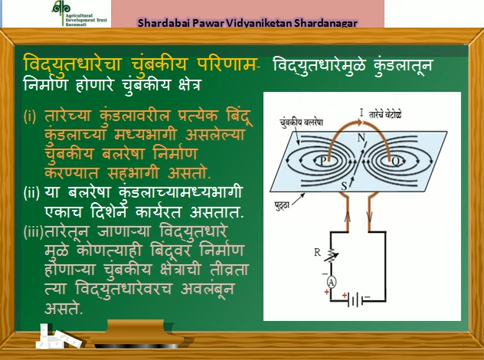 Agricultural
Development Trust
Baramati
Shardabai Pawar Vidyaniketan Shardanagar
विद्युतधारेचा चुंबकीय परिणाम- विद्युतधारेमुळे कुंडलातून
निर्माण होणारे चुंबकीय क्षेत्र
(i) तारेच्या कुंडलावरील प्रत्येक बिंदू
कुंडलाच्या मध्यभागी असलेल्या
चुंबकीय बलरेषा निर्माण
करण्यात सहभागी असतो.
(ii) या बलरेषा कुंडलाच्यामध्यभागी
एकाच दिशेने कार्यरत असतात.
(iii) तारेतून जाणाऱ्या विद्युतधारे
मुळे कोणत्याही बिंदूवर निर्माण
होणाऱ्या चुंबकीय क्षेत्राची तीव्रता
त्या विद्युतधारेवरच अवलंबून
असते.
I तारेचे वेटोळे
चुंबकीय बलरेषा
N
P
Q
S
पुठ्ठा
R
A
+
-
+
-